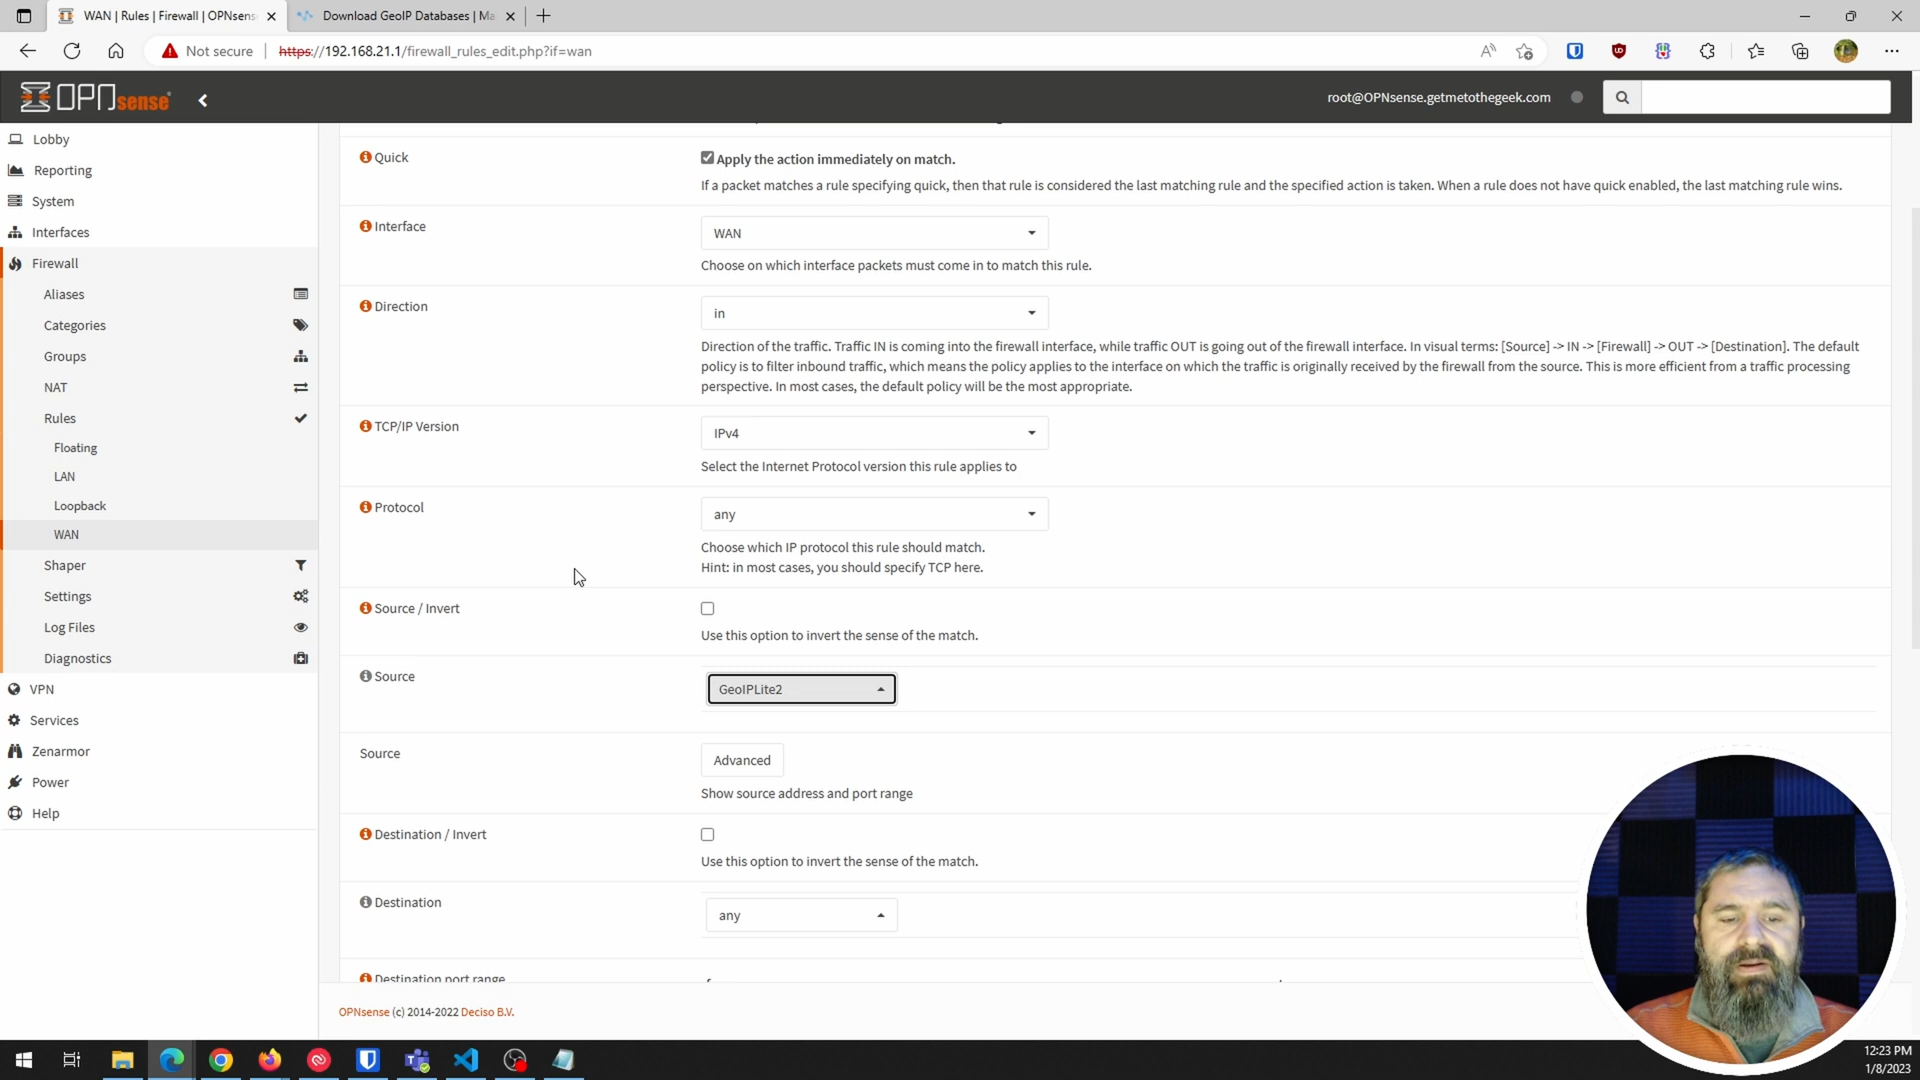 WAN | Rules | Firewall | OPNsens
Download GeoIP Databases | Ma
Not secure
https://192.168.21.1/firewall_rules_edit.php?if=wan
OPNsense
root@OPNsense.getmetothegeek.com
Lobby
Reporting
System
Interfaces
Firewall
Aliases
Categories
Groups
NAT
Rules
Floating
LAN
Loopback
WAN
Shaper
Settings
Log Files
Diagnostics
VPN
Services
Zenarmor
Power
Help
Quick
Apply the action immediately on match.
If a packet matches a rule specifying quick, then that rule is considered the last matching rule and the specified action is taken. When a rule does not have quick enabled, the last matching rule wins.
Interface
WAN
Choose on which interface packets must come in to match this rule.
Direction
in
Direction of the traffic. Traffic IN is coming into the firewall interface, while traffic OUT is going out of the firewall interface. In visual terms: [Source] -> IN -> [Firewall] -> OUT -> [Destination]. The default
policy is to filter inbound traffic, which means the policy applies to the interface on which the traffic is originally received by the firewall from the source. This is more efficient from a traffic processing
perspective. In most cases, the default policy will be the most appropriate.
TCP/IP Version
IPv4
Select the Internet Protocol version this rule applies to
Protocol
any
Choose which IP protocol this rule should match.
Hint: in most cases, you should specify TCP here.
Source / Invert
Use this option to invert the sense of the match.
Source
GeoIPLite2
Source
Advanced
Show source address and port range
Destination / Invert
Use this option to invert the sense of the match.
Destination
any
Destination port range
OPNsense (c) 2014-2022 Deciso B.V.
12:23 PM
1/8/2023